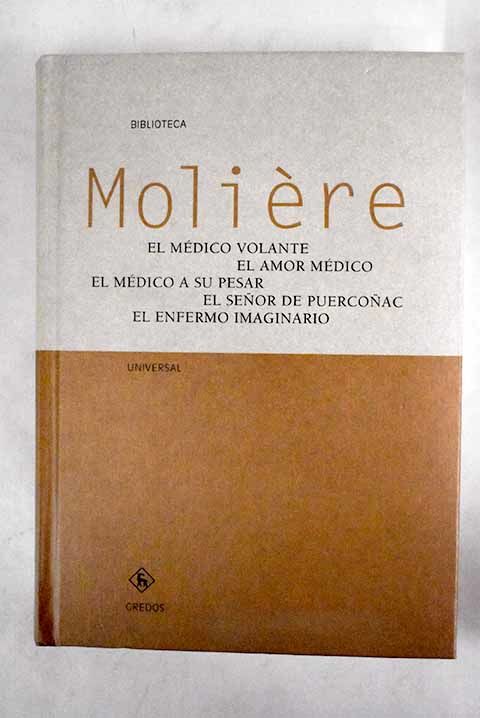 BIBLIOTECA
Molière
EL MÉDICO VOLANTE
EL AMOR MÉDICO
EL MÉDICO A SU PESAR
EL SEÑOR DE PUERCOÑAC
EL ENFERMO IMAGINARIO
UNIVERSAL
GREDOS